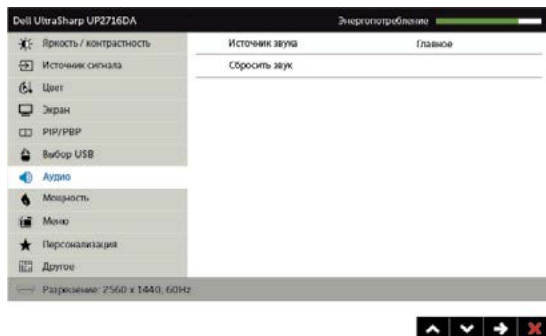 Dell UltraSharp UP2716DA Энергопотребление
Яркость / контрастность Источник звука Главное
Источник сигнала Сбросить звук
Цвет
Экран
PIP/PBP
Выбор USB
Аудио
Мощность
Меню
Персонализация
Другое
Разрешение: 2560 x 1440, 60Hz